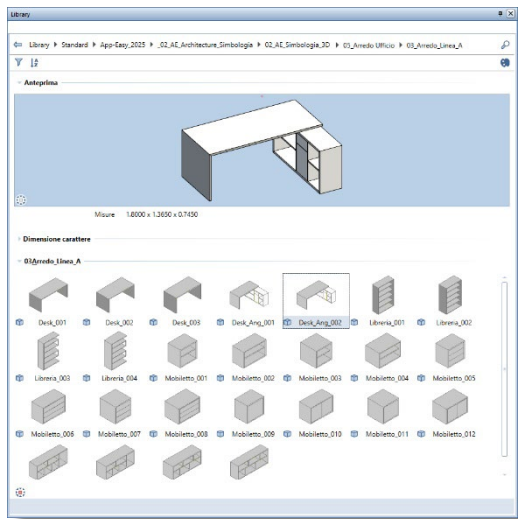 Library
Library ▸ Standard ▸ App-Easy_2025 ▸ _02_AE_Architecture_Simbologia ▸ 02_AE_Simbologia_3D ▸ 03_Arredo Ufficio ▸ 03_Arredo_Linea_A
Anteprima
Misure 1.8000 x 1.3650 x 0.7450
Dimensione carattere
03Arredo_Linea_A
Desk_001 Desk_002 Desk_003 Desk_Ang_001 Desk_Ang_002 Libreria_001 Libreria_002
Libreria_003 Libreria_004 Mobiletto_001 Mobiletto_002 Mobiletto_003 Mobiletto_004 Mobiletto_005
Mobiletto_006 Mobiletto_007 Mobiletto_008 Mobiletto_009 Mobiletto_010 Mobiletto_011 Mobiletto_012